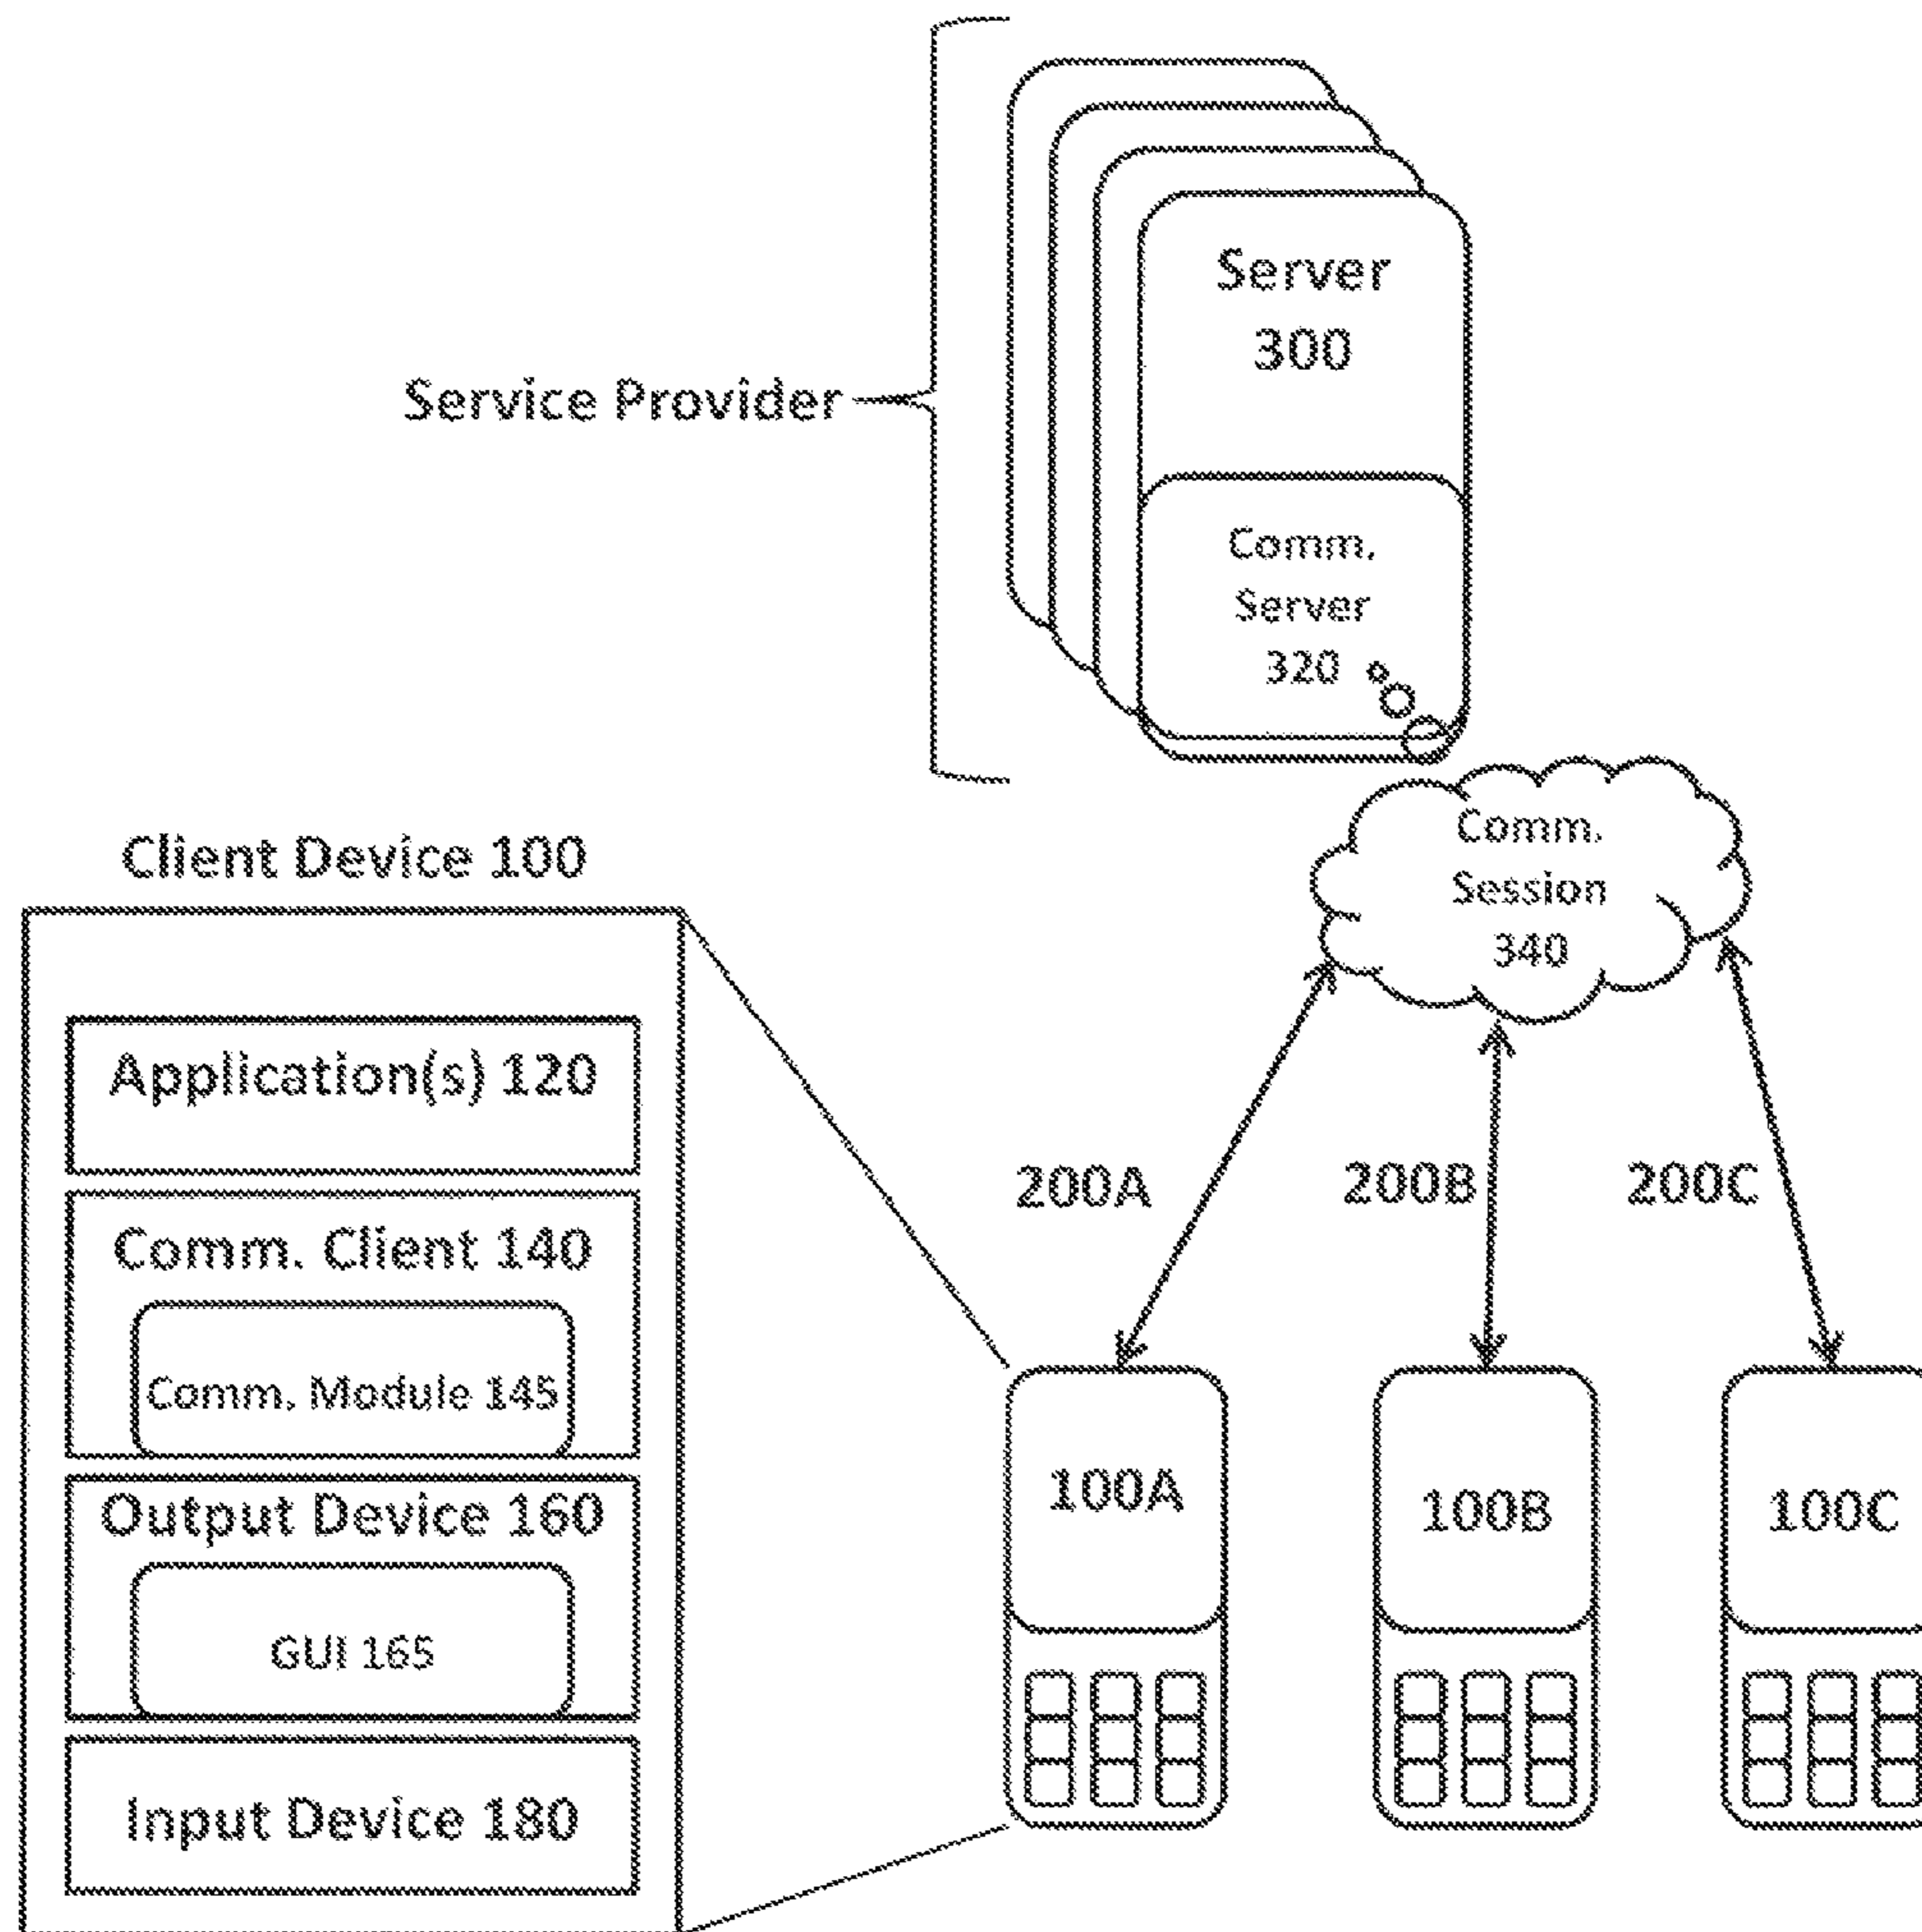 Server
300
Service Provider
Comm.
Server
320
Comm.
Session
340
Client Device 100
Application(s) 120
Comm. Client 140
Comm. Module 145
Output Device 160
GUI 165
Input Device 180
200A
200B
200C
100A
100B
100C